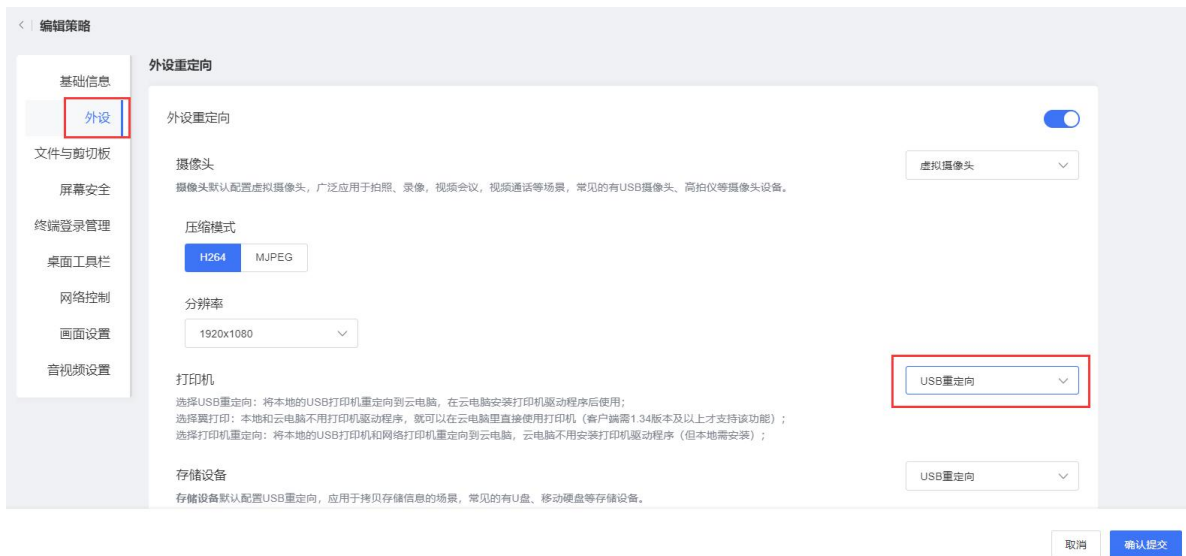 编辑策略
基础信息
外设
文件与剪切板
屏幕安全
终端登录管理
桌面工具栏
网络控制
画面设置
音视频设置
外设重定向
外设重定向
摄像头
虚拟摄像头
摄像头默认配置虚拟摄像头，广泛应用于拍照、录像，视频会议，视频通话等场景，常见的有USB摄像头、高拍仪等摄像头设备。
压缩模式
H264 MJPEG
分辨率
1920x1080
打印机
USB重定向
选择USB重定向：将本地的USB打印机重定向到云电脑，在云电脑安装打印机驱动程序后使用；
选择翼打印：本地和云电脑不用打印机驱动程序，就可以在云电脑里直接使用打印机（客户端需1.34版本及以上才支持该功能）；
选择打印机重定向：将本地的USB打印机和网络打印机重定向到云电脑，云电脑不用安装打印机驱动程序（但本地需安装）；
存储设备
USB重定向
存储设备默认配置USB重定向，应用于拷贝存储信息的场景，常见的有U盘、移动硬盘等存储设备。
取消 确认提交